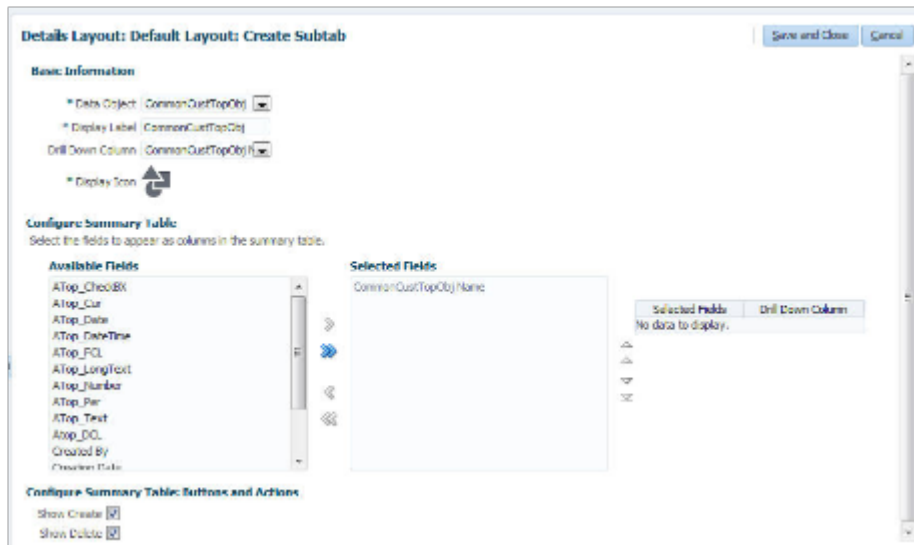 Details Layout: Default Layout: Create Subtab
Save and Close
Cancel
Basic Information
* Data Object CommonCustTopObj
* Display Label CommonCustTopObj
Drill Down Column CommonCustTopObj N
* Display Icon
Configure Summary Table
Select the fields to appear as columns in the summary table.
Available Fields
Selected Fields
ATop_CheckBX
ATop_Cur
ATop_Date
ATop_DateTime
ATop_FCL
ATop_LongText
ATop_Number
ATop_Per
ATop_Text
Atop_DCL
Created By
Creation Date
CommonCustTopObj Name
Selected Fields
Drill Down Column
No data to display.
Configure Summary Table: Buttons and Actions
Show Create
Show Delete